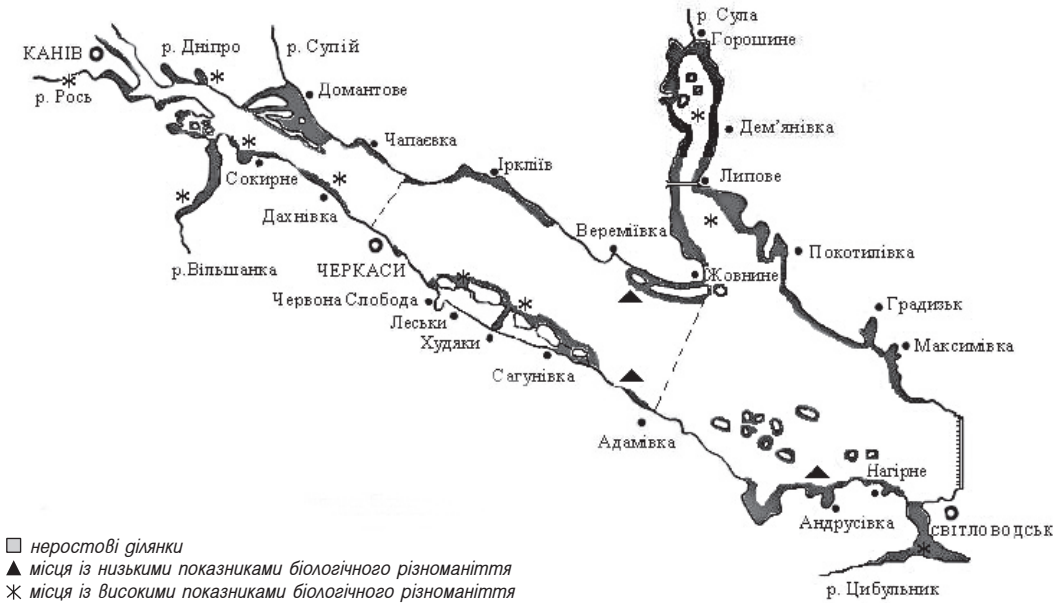 р. Сула
Горошине
КАНІВ
р. Дніпро
р. Супій
р. Рось
Домантове
Дем'янівка
Чапаєвка
Іркліїв
Липове
Сокирне
Дахнівка
Вереміївка
Покотилівка
р.Вільшанка
ЧЕРКАСИ
Жовнине
Червона Слобода
Градизьк
Леськи
Худяки
Максимівка
Сагунівка
Адамівка
Нагірне
Андрусівка
СВІТЛОВОДСЬК
р. Цибульник
неростові ділянки
місця із низькими показниками біологічного різноманіття
місця із високими показниками біологічного різноманіття